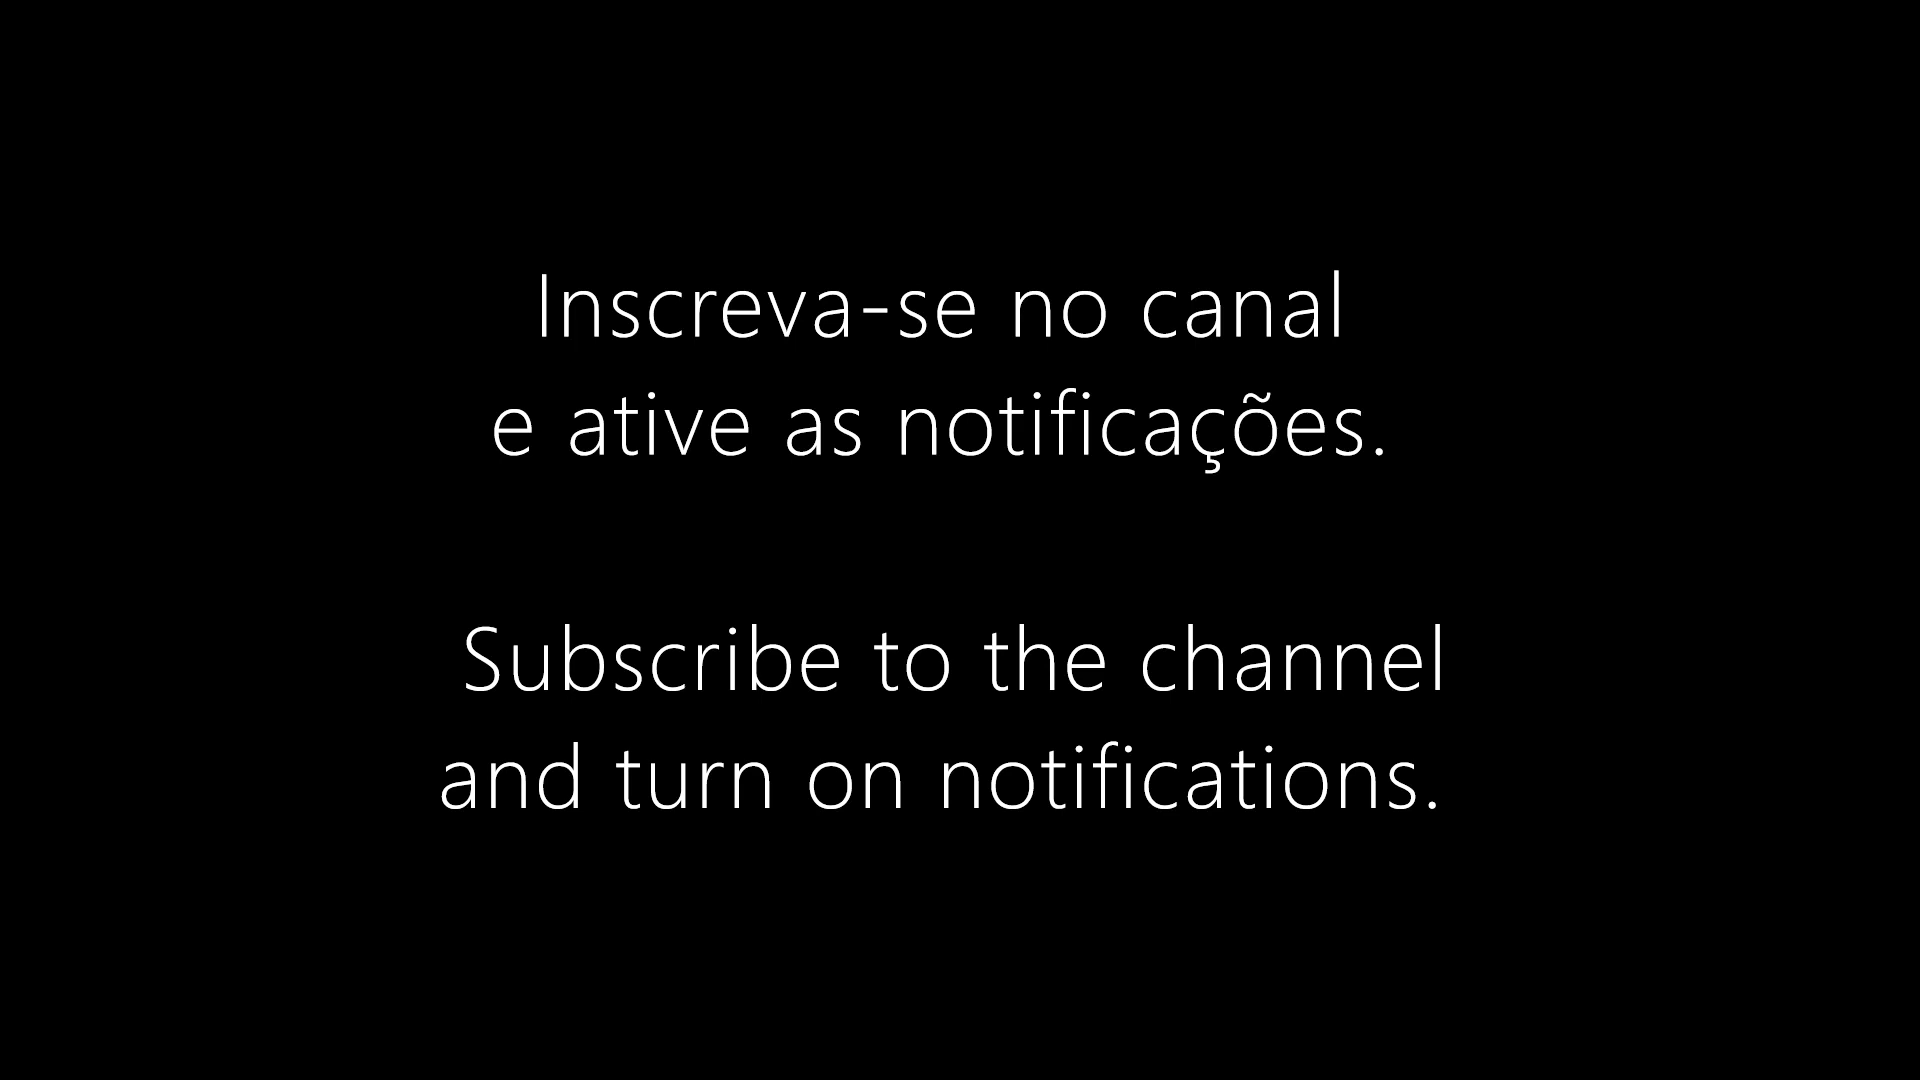 Inscreva-se no canal
e ative as notificações.
Subscribe to the channel
and turn on notifications.